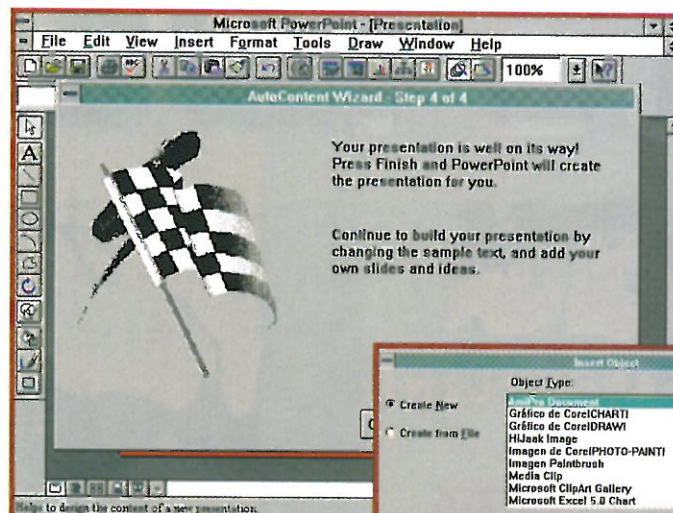 Microsoft PowerPoint - [Presentation]
File Edit View Insert Format Tools Draw Window Help
100%
AutoContent Wizard - Step 4 of 4
Your presentation is well on its way!
Press Finish and PowerPoint will create
the presentation for you.
Continue to build your presentation by
changing the sample text, and add your
own slides and ideas.
Insert Object
Object Type:
Create New
Create from File
AmiPro Document
Gráfico de CorelCHART!
Gráfico de CorelDRAW!
HiJaak Image
Imagen de CorelPHOTO-PAINT!
Imagen Paintbrush
Media Clip
Microsoft ClipArt Gallery
Microsoft Excel 5.0 Chart
Helps to design the content of a new presentation.